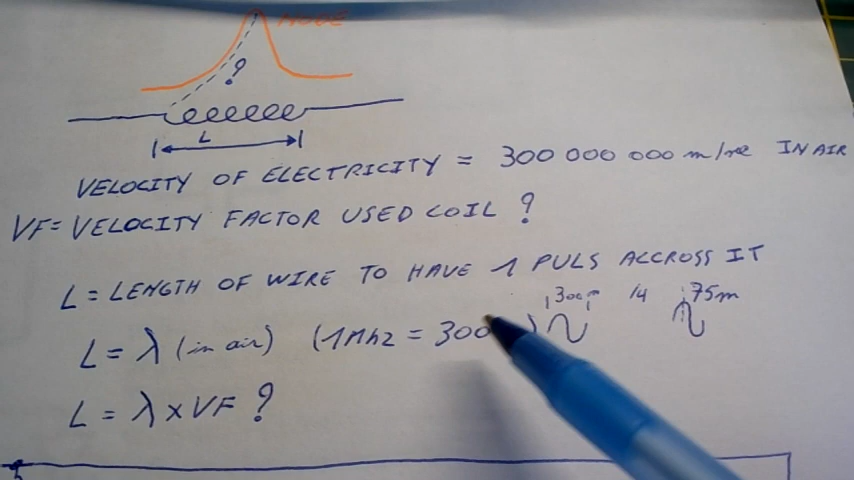 ?
L
VELOCITY OF ELECTRICITY = 300 000 000 m/sec IN AIR
VF= VELOCITY FACTOR USED COIL ?
L = LENGTH OF WIRE TO HAVE 1 PULS ACCROSS IT
300m 1/4 75m
L = λ (in air) (1Mhz = 300 )
L = λ x VF ?